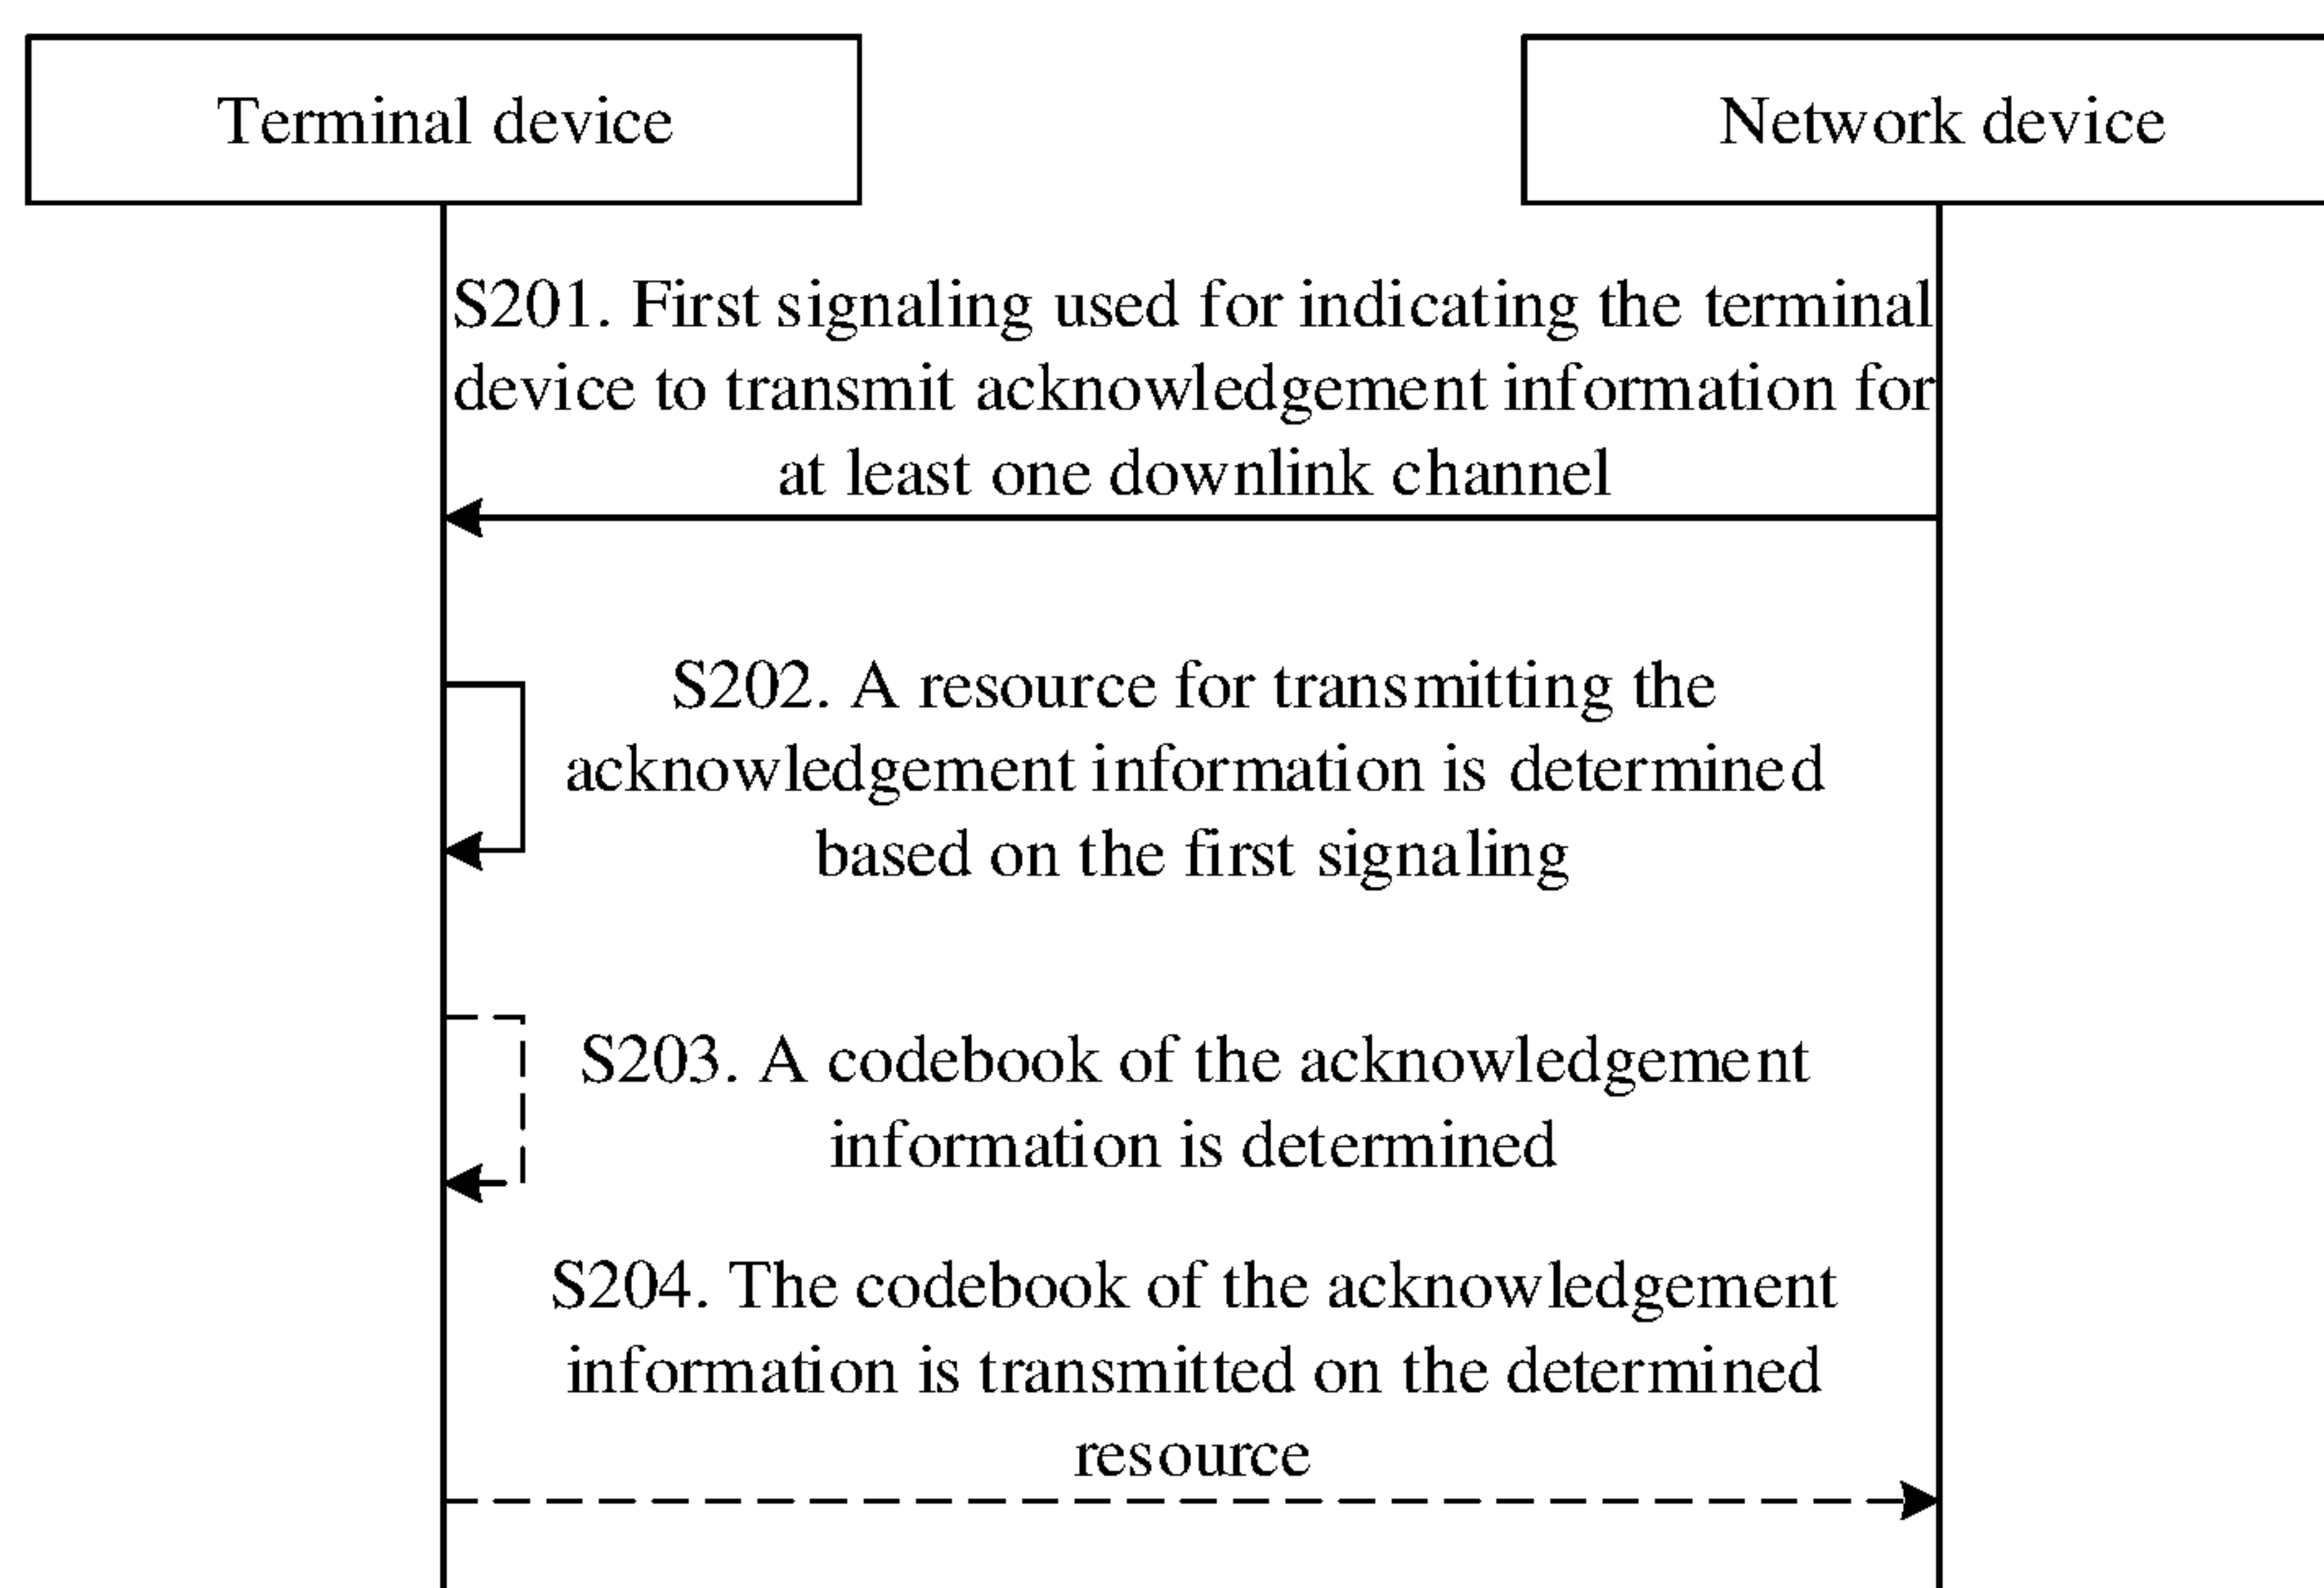 Terminal device
Network device
S201. First signaling used for indicating the terminal
device to transmit acknowledgement information for
at least one downlink channel
S202. A resource for transmitting the
acknowledgement information is determined
based on the first signaling
S203. A codebook of the acknowledgement
information is determined
S204. The codebook of the acknowledgement
information is transmitted on the determined
resource